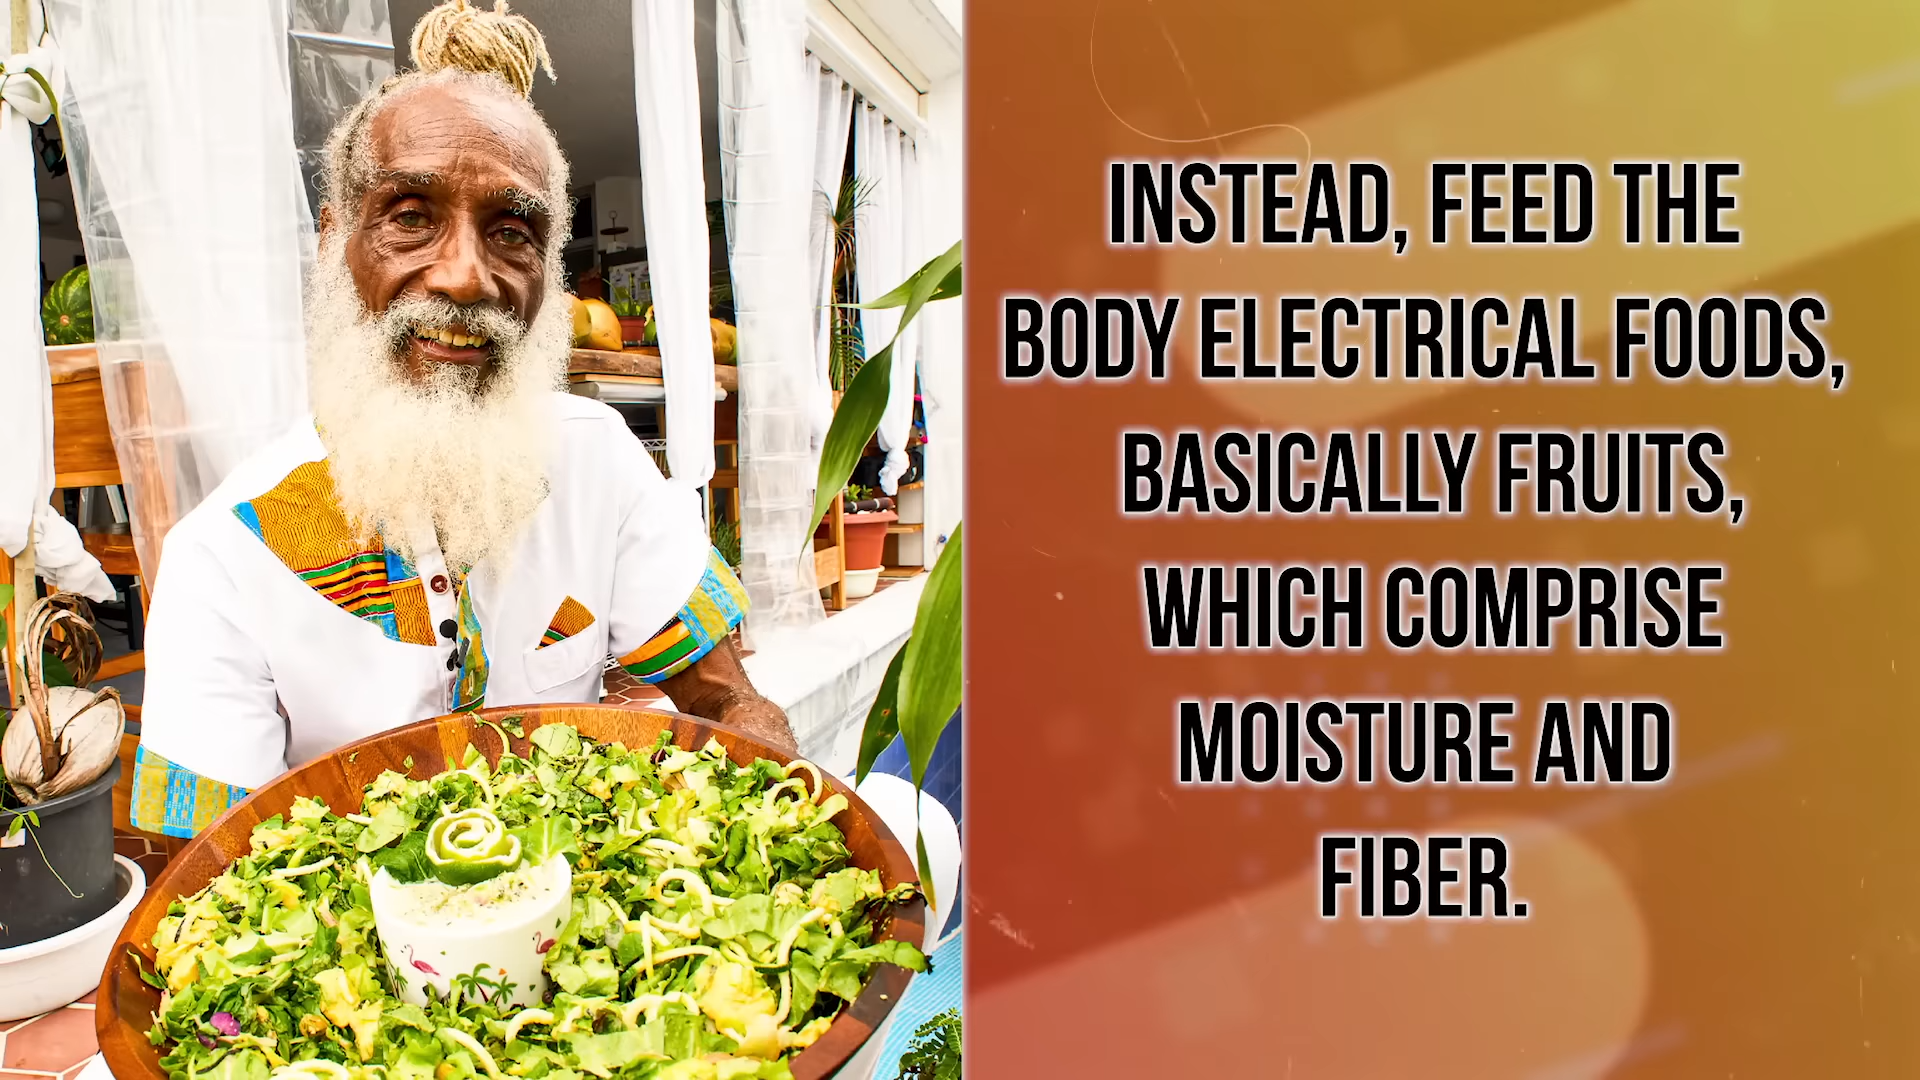 INSTEAD, FEED THE
BODY ELECTRICAL FOODS,
BASICALLY FRUITS,
WHICH COMPRISE
MOISTURE AND
FIBER.